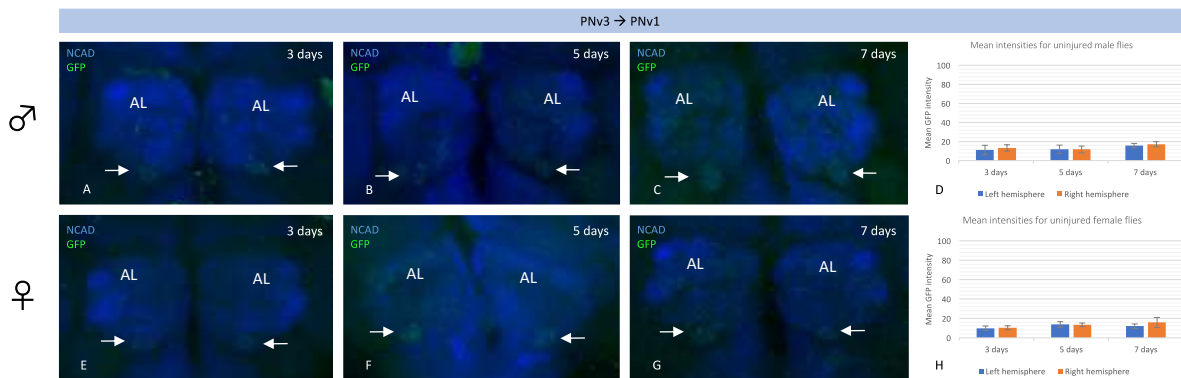 PNv3 → PNv1
♂
NCAD
GFP
3 days
AL
AL
A
NCAD
GFP
5 days
AL
AL
B
NCAD
GFP
7 days
AL
AL
C
Mean intensities for uninjured male flies
Mean GFP intensity
100
80
60
40
20
0
3 days
5 days
7 days
D
Left hemisphere
Right hemisphere
♀
NCAD
GFP
3 days
AL
AL
E
NCAD
GFP
5 days
AL
AL
F
NCAD
GFP
7 days
AL
AL
G
Mean intensities for uninjured female flies
Mean GFP intensity
100
80
60
40
20
0
3 days
5 days
7 days
H
Left hemisphere
Right hemisphere